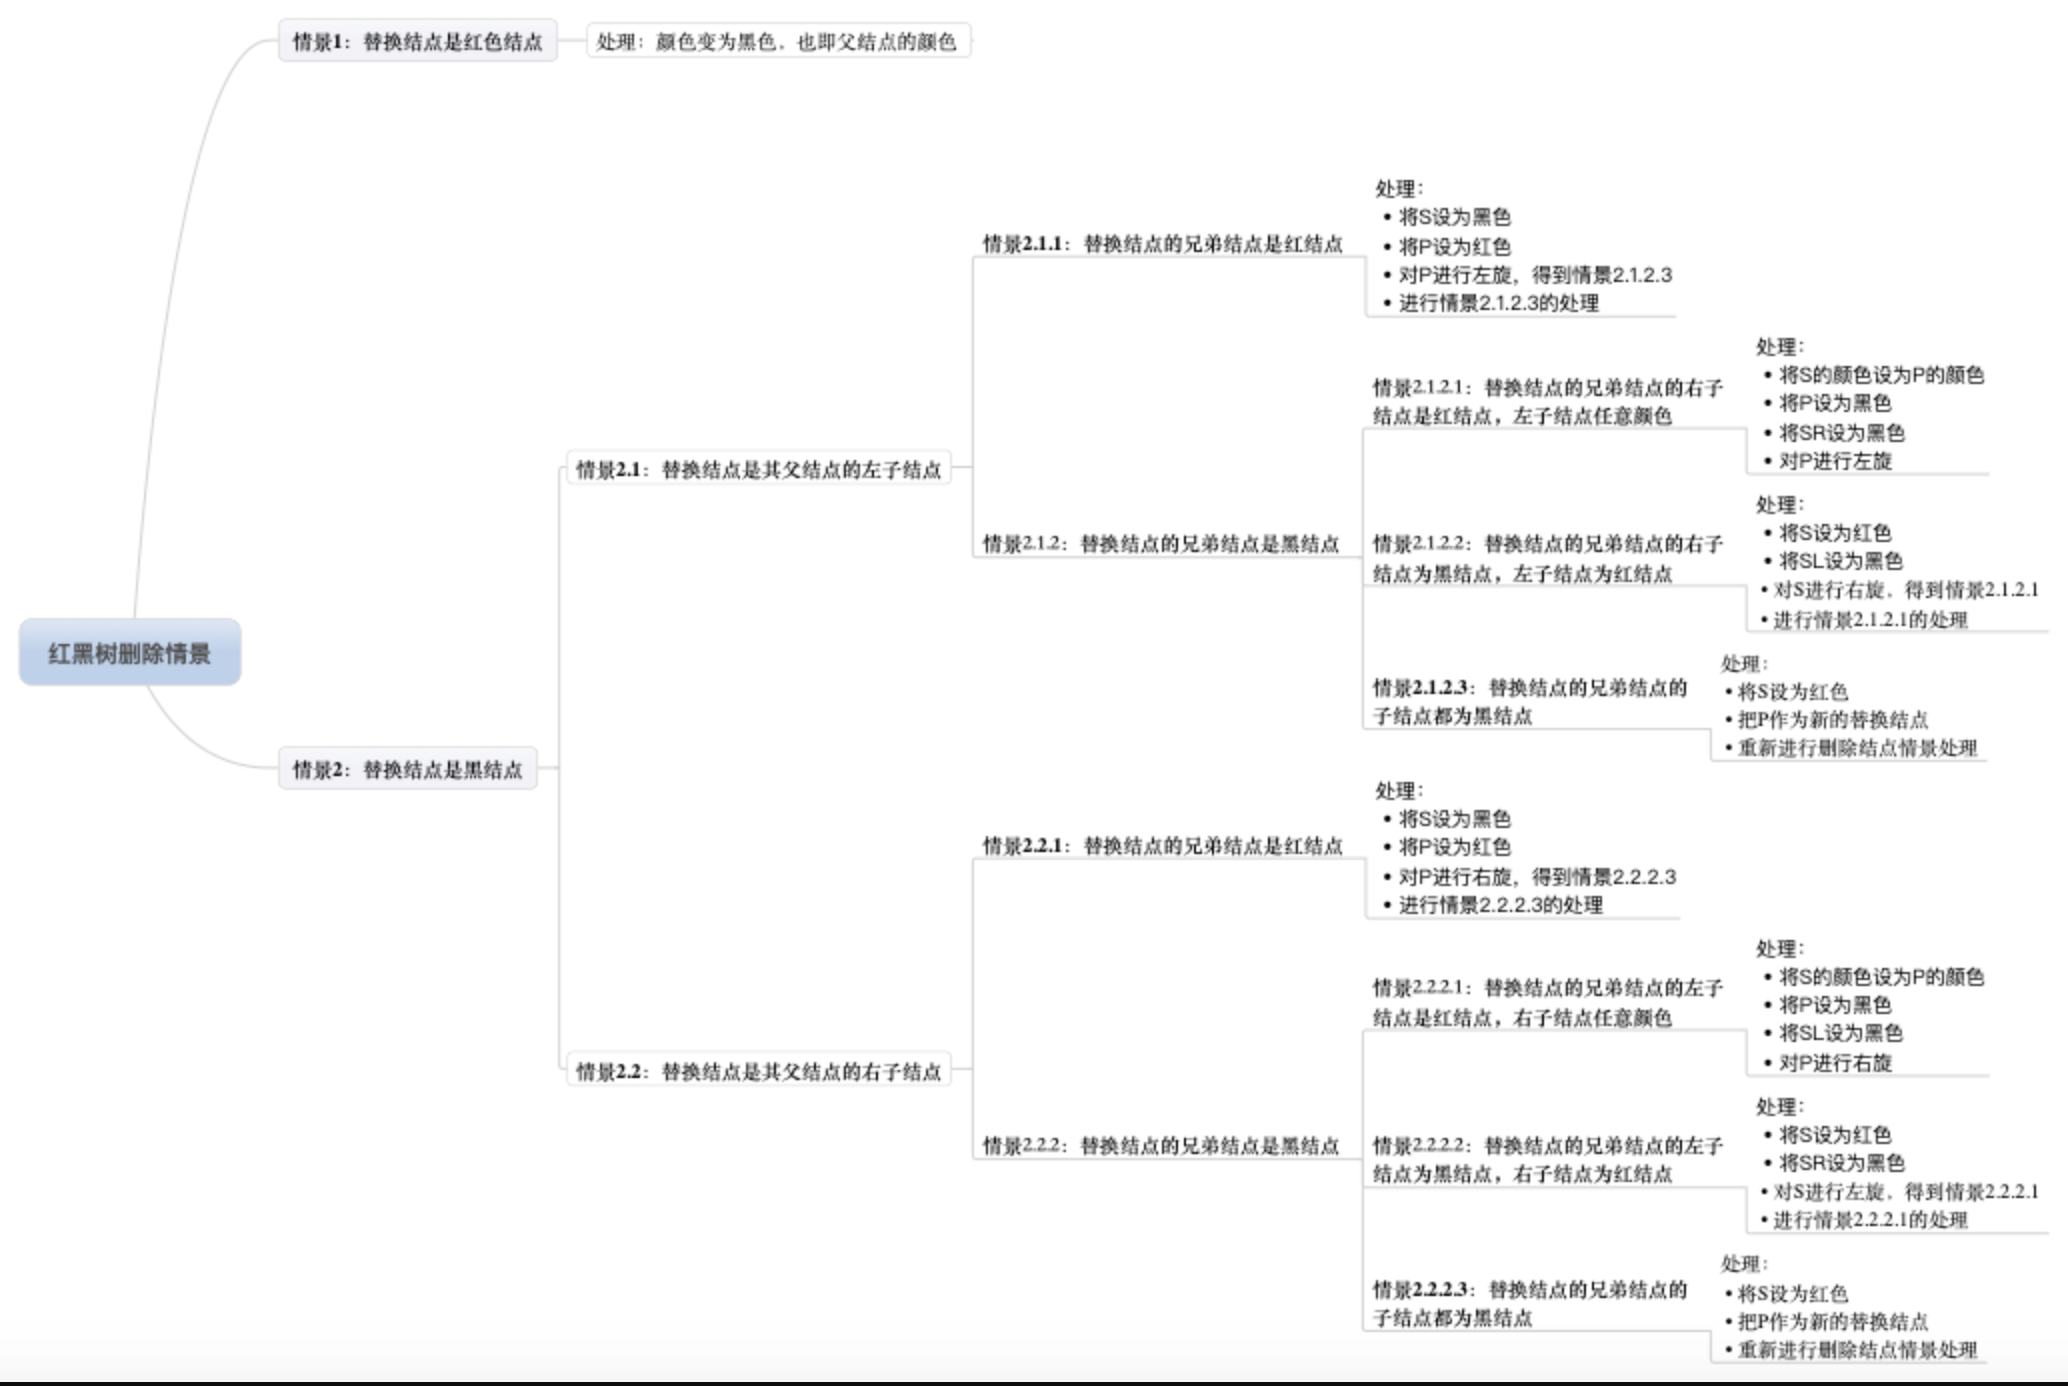 情景1：替换结点是红色结点
处理：颜色变为黑色，也即父结点的颜色
红黑树删除情景
情景2：替换结点是黑结点
情景2.1：替换结点是其父结点的左子结点
情景2.1.1：替换结点的兄弟结点是红结点
处理：
• 将S设为黑色
• 将P设为红色
• 对P进行左旋，得到情景2.1.2.3
• 进行情景2.1.2.3的处理
情景2.1.2：替换结点的兄弟结点是黑结点
情景2.1.2.1：替换结点的兄弟结点的右子
结点是红结点，左子结点任意颜色
处理：
• 将S的颜色设为P的颜色
• 将P设为黑色
• 将SR设为黑色
• 对P进行左旋
情景2.1.2.2：替换结点的兄弟结点的右子
结点为黑结点，左子结点为红结点
处理：
• 将S设为红色
• 将SL设为黑色
• 对S进行右旋，得到情景2.1.2.1
• 进行情景2.1.2.1的处理
情景2.1.2.3：替换结点的兄弟结点的
子结点都为黑结点
处理：
• 将S设为红色
• 把P作为新的替换结点
• 重新进行删除结点情景处理
情景2.2：替换结点是其父结点的右子结点
情景2.2.1：替换结点的兄弟结点是红结点
处理：
• 将S设为黑色
• 将P设为红色
• 对P进行右旋，得到情景2.2.2.3
• 进行情景2.2.2.3的处理
情景2.2.2：替换结点的兄弟结点是黑结点
情景2.2.2.1：替换结点的兄弟结点的左子
结点是红结点，右子结点任意颜色
处理：
• 将S的颜色设为P的颜色
• 将P设为黑色
• 将SL设为黑色
• 对P进行右旋
情景2.2.2.2：替换结点的兄弟结点的左子
结点为黑结点，右子结点为红结点
处理：
• 将S设为红色
• 将SR设为黑色
• 对S进行左旋，得到情景2.2.2.1
• 进行情景2.2.2.1的处理
情景2.2.2.3：替换结点的兄弟结点的
子结点都为黑结点
处理：
• 将S设为红色
• 把P作为新的替换结点
• 重新进行删除结点情景处理